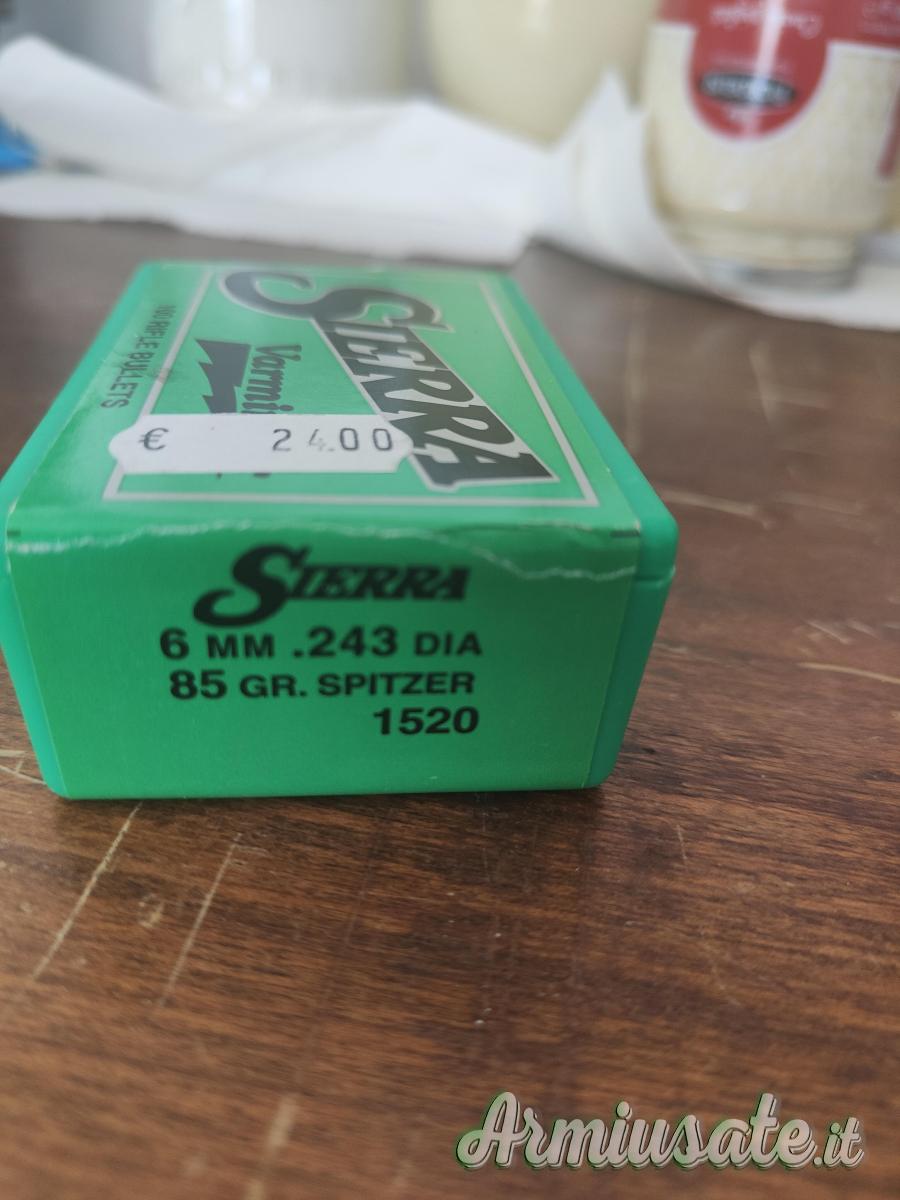 SIERRA
Varmi
100 RIFLE BULLETS
€ 24.00
SIERRA
6 MM .243 DIA
85 GR. SPITZER
1520
Armiusate.it